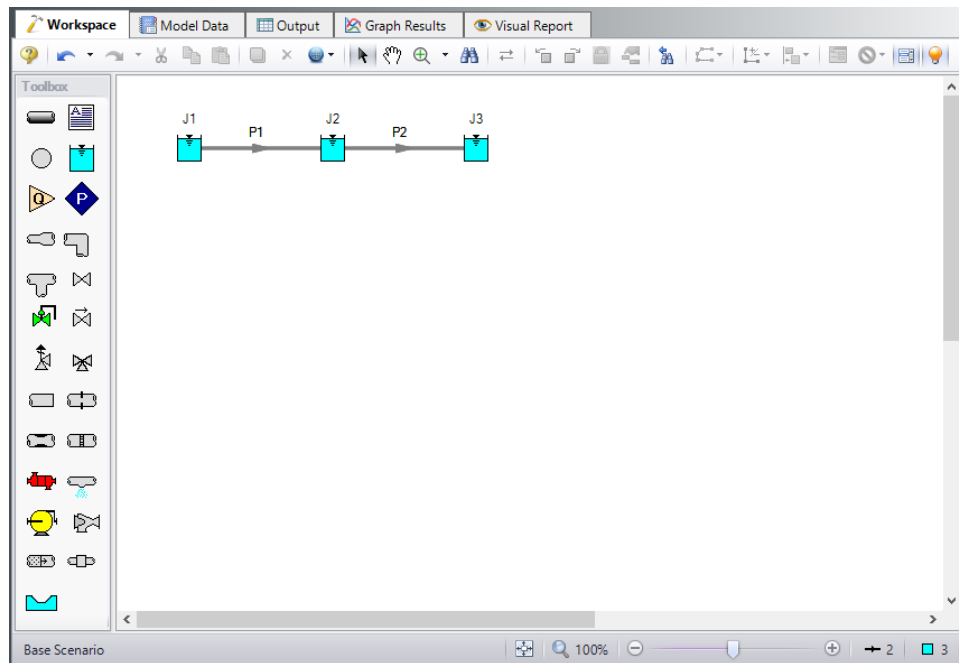 Workspace Model Data Output Graph Results Visual Report
Toolbox
A
J1 J2 J3
P1 P2
Q P
Base Scenario 100% 2 3